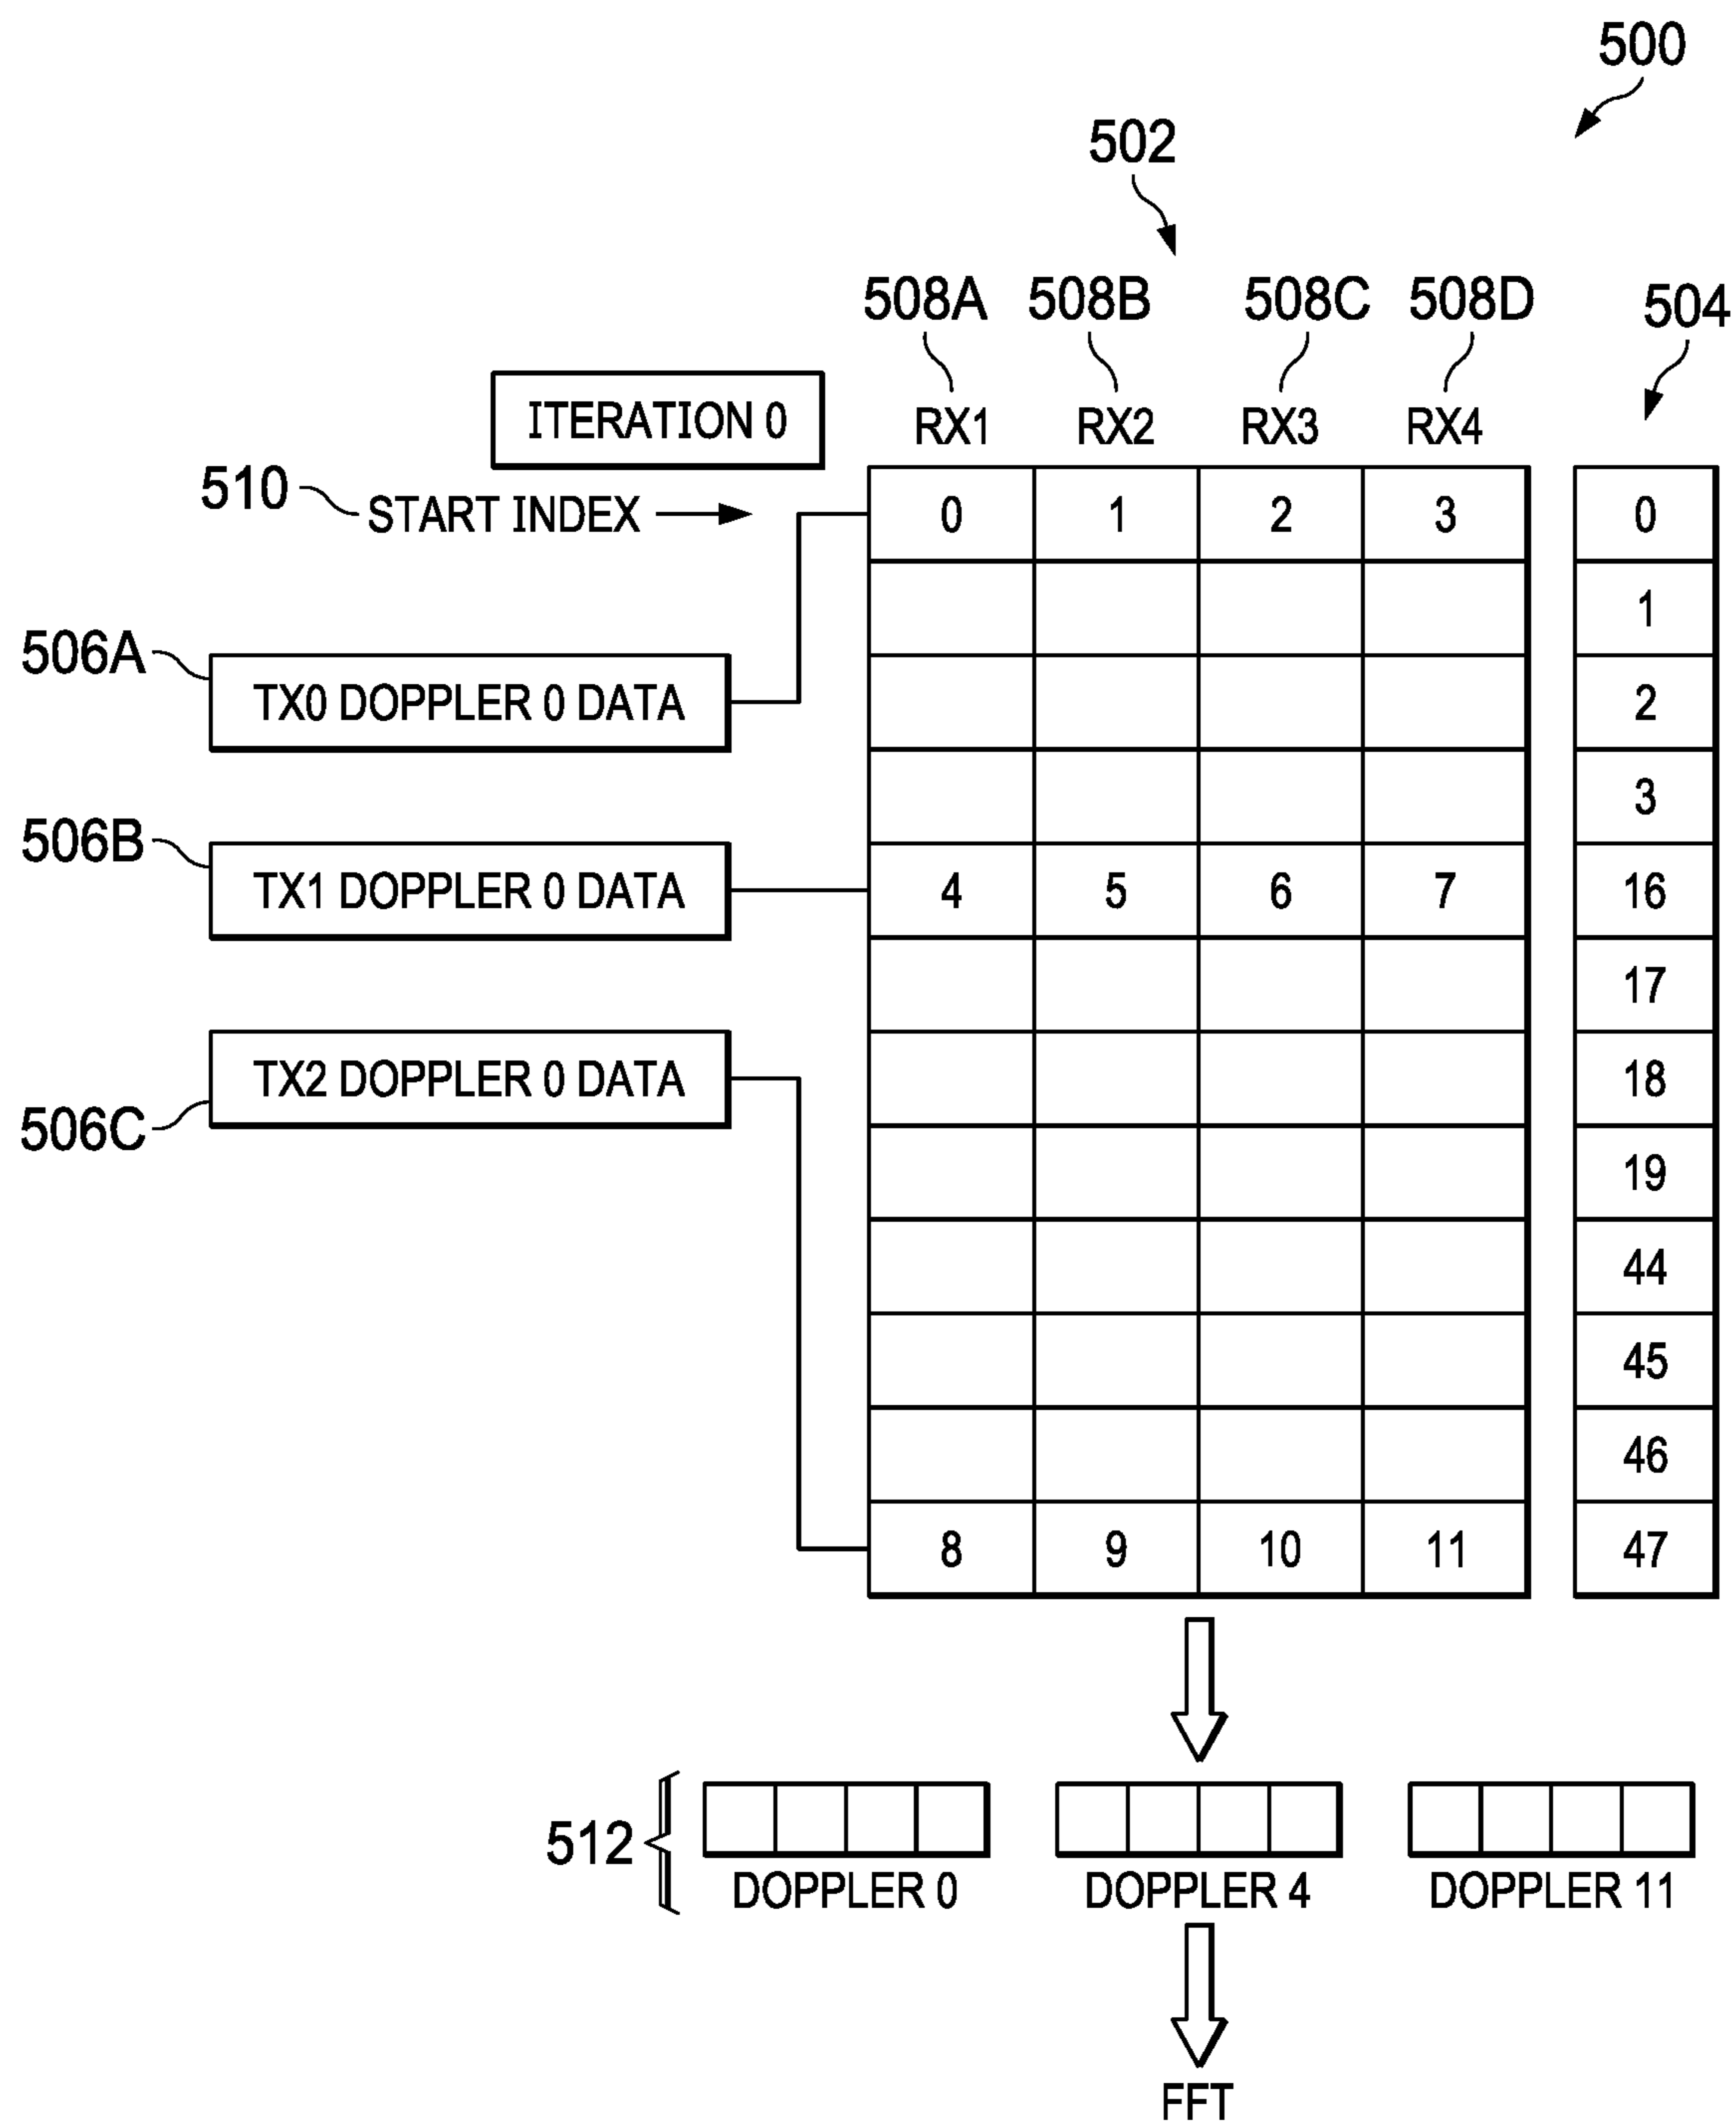 500
502
508A 508B 508C 508D 504
ITERATION 0 RX1 RX2 RX3 RX4
510 START INDEX 0 1 2 3 0
1
506A TX0 DOPPLER 0 DATA 2
3
506B TX1 DOPPLER 0 DATA 4 5 6 7 16
17
506C TX2 DOPPLER 0 DATA 18
19
44
45
46
8 9 10 11 47
512
DOPPLER 0 DOPPLER 4 DOPPLER 11
FFT